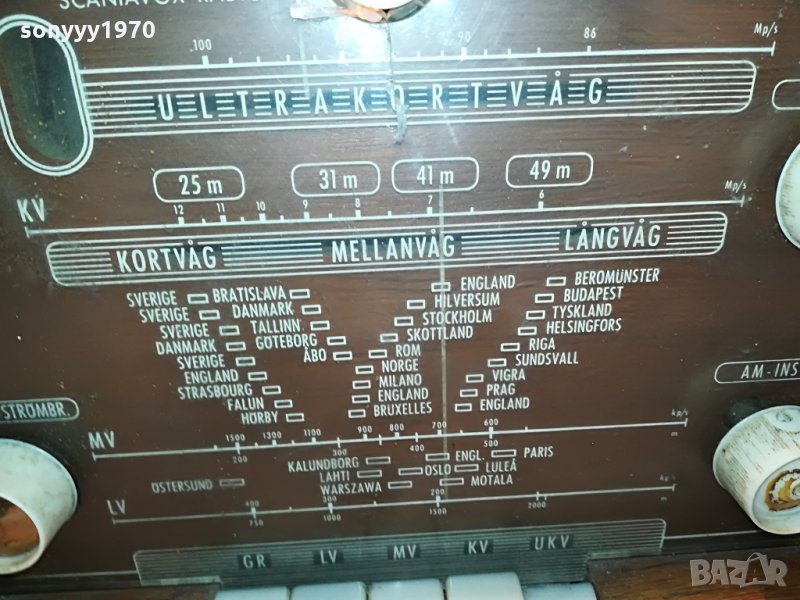 SCANIAVOX
sonyyy1970
100 90 86 Mp/s
ULTRAKORTVÅG
25 m 31 m 41 m 49 m
KV 12 11 10 9 8 7 6 Mp/s
KORTVÅG MELLANVÅG LÅNGVÅG
SVERIGE BRATISLAVA ENGLAND BEROMÜNSTER
SVERIGE DANMARK HILVERSUM BUDAPEST
SVERIGE TALLINN STOCKHOLM TYSKLAND
DANMARK GÖTEBORG SKOTTLAND HELSINGFORS
SVERIGE ÅBO ROM RIGA
ENGLAND NORGE SUNDSVALL
STRASBOURG MILANO VIGRA
FALUN ENGLAND PRAG
HÖRBY BRUXELLES ENGLAND
STRÖMBR. AM-INS
MV 1500 1300 1100 900 800 700 600 kp/s
200 300 400 500 m
KALUNDBORG ENGL. PARIS
LAHTI OSLO LULEÅ
ÖSTERSUND WARSZAWA MOTALA
LV 400 300 200 kp/s
750 1000 1500 2000 m
GR LV MV KV UKV
BAZAR